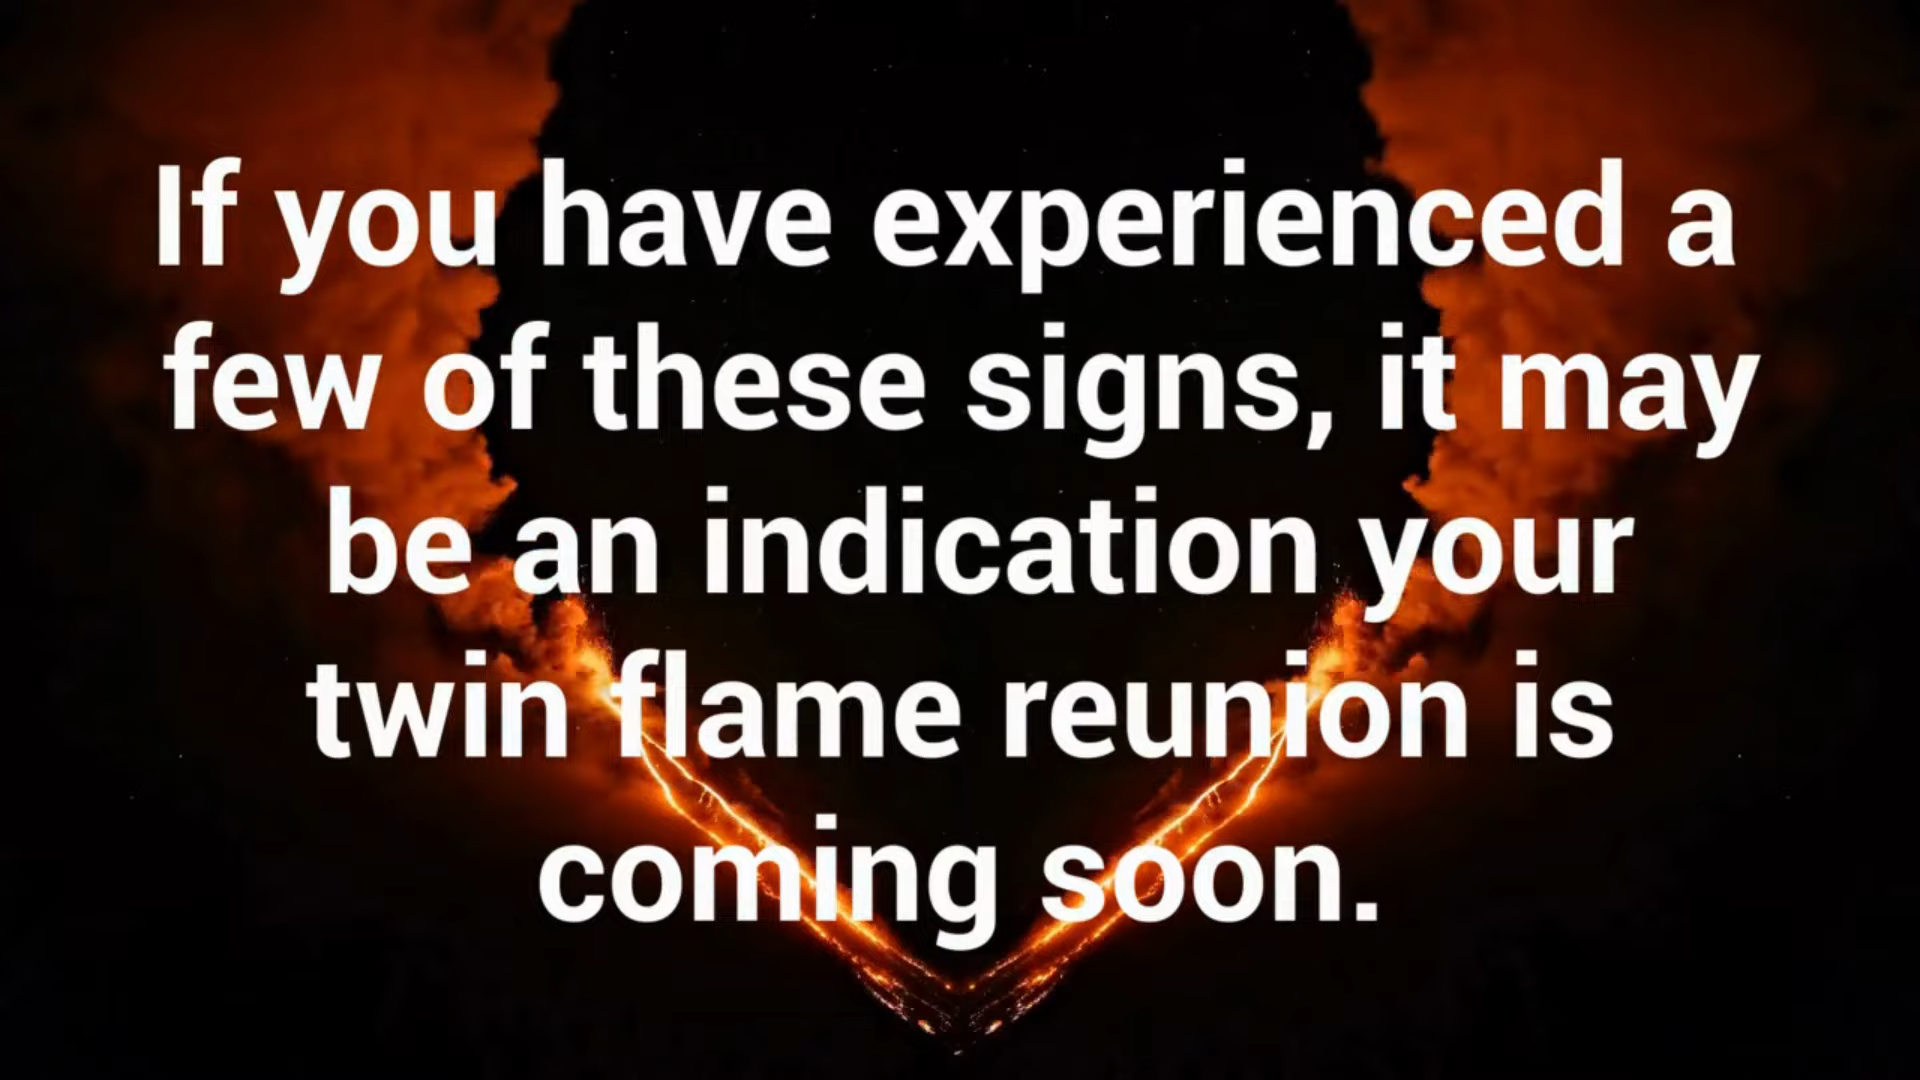 If you have experienced a
few of these signs, it may
be an indication your
twin flame reunion is
coming soon.